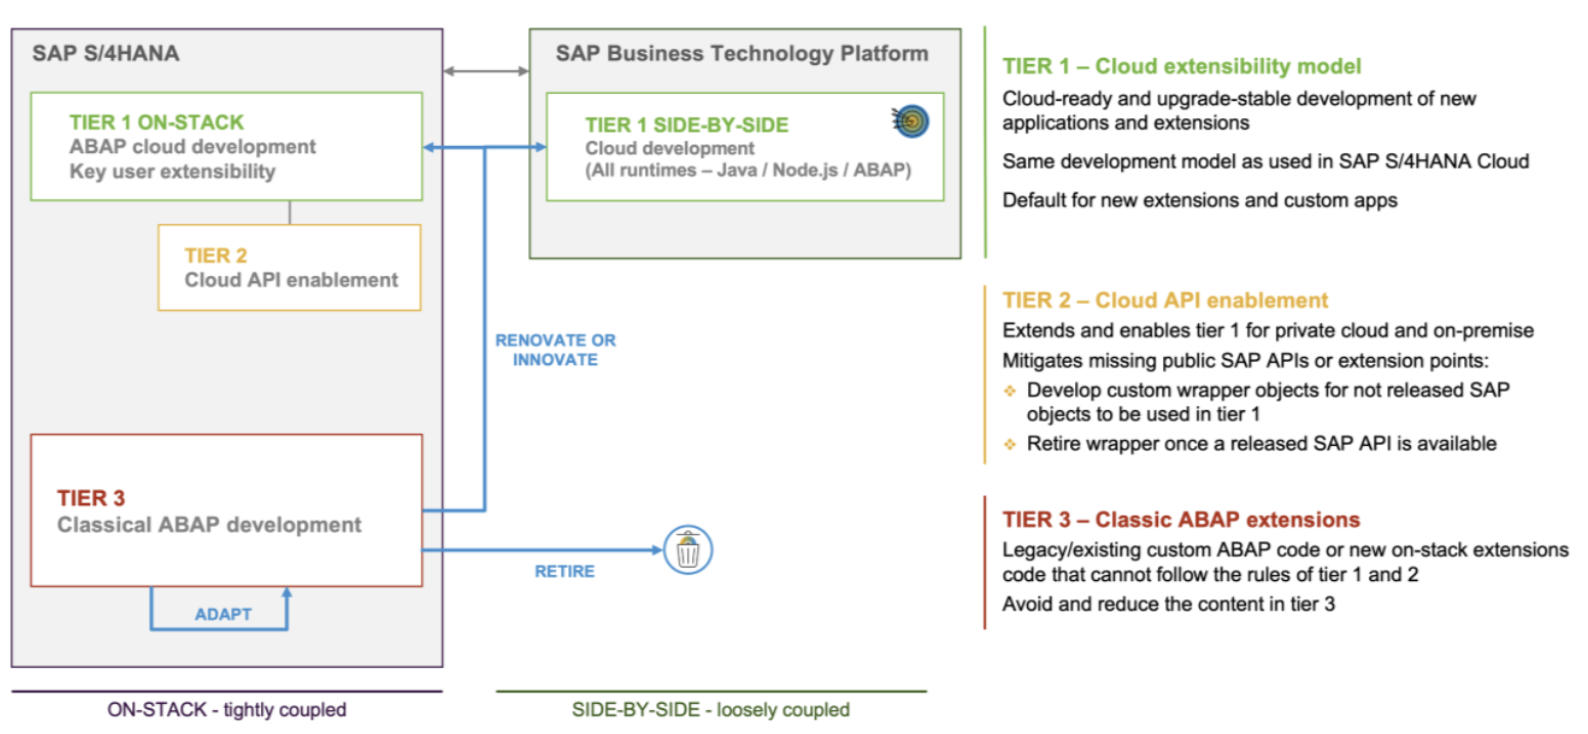 SAP S/4HANA
TIER 1 ON-STACK
ABAP cloud development
Key user extensibility
TIER 2
Cloud API enablement
TIER 3
Classical ABAP development
ADAPT
RENOVATE OR
INNOVATE
RETIRE
SAP Business Technology Platform
TIER 1 SIDE-BY-SIDE
Cloud development
(All runtimes – Java / Node.js / ABAP)
ON-STACK - tightly coupled
SIDE-BY-SIDE - loosely coupled
TIER 1 – Cloud extensibility model
Cloud-ready and upgrade-stable development of new
applications and extensions
Same development model as used in SAP S/4HANA Cloud
Default for new extensions and custom apps
TIER 2 – Cloud API enablement
Extends and enables tier 1 for private cloud and on-premise
Mitigates missing public SAP APIs or extension points:
❖ Develop custom wrapper objects for not released SAP
objects to be used in tier 1
❖ Retire wrapper once a released SAP API is available
TIER 3 – Classic ABAP extensions
Legacy/existing custom ABAP code or new on-stack extensions
code that cannot follow the rules of tier 1 and 2
Avoid and reduce the content in tier 3